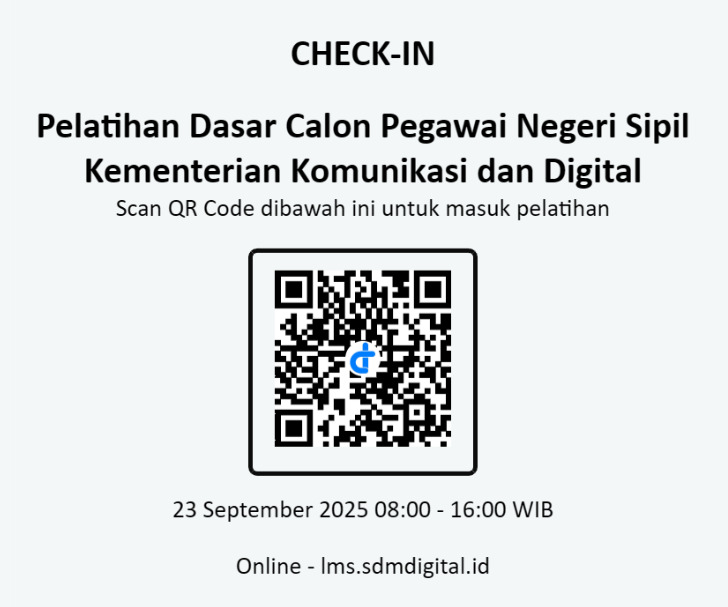 CHECK-IN
Pelatihan Dasar Calon Pegawai Negeri Sipil
Kementerian Komunikasi dan Digital
Scan QR Code dibawah ini untuk masuk pelatihan
23 September 2025 08:00 - 16:00 WIB
Online - lms.sdmdigital.id